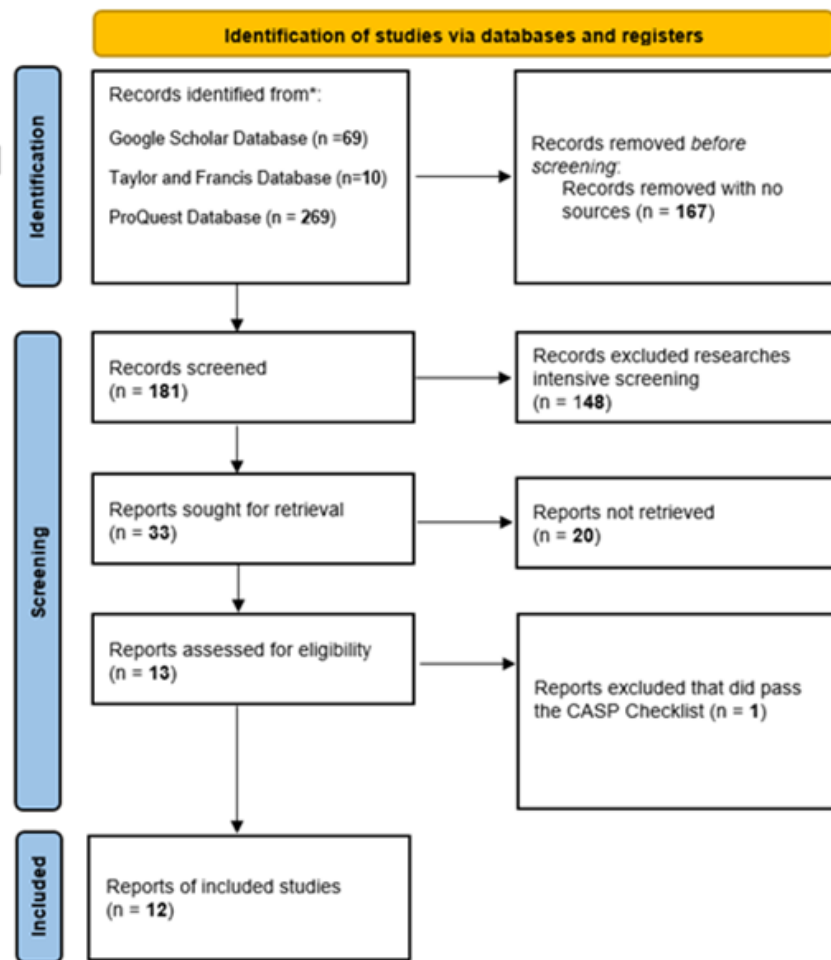 Identification of studies via databases and registers
Identification
Records identified from*:
Google Scholar Database (n =69)
Taylor and Francis Database (n=10)
ProQuest Database (n = 269)
Records removed before
screening:
Records removed with no
sources (n = 167)
Screening
Records screened
(n = 181)
Records excluded researches
intensive screening
(n = 148)
Reports sought for retrieval
(n = 33)
Reports not retrieved
(n = 20)
Reports assessed for eligibility
(n = 13)
Reports excluded that did pass
the CASP Checklist (n = 1)
Included
Reports of included studies
(n = 12)